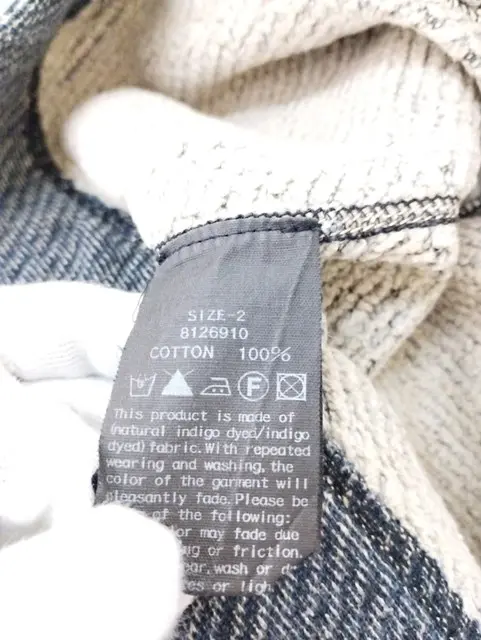 SIZE-2
8126910
COTTON 100%
F
This product is made of
(natural indigo dyed/indigo
dyed) fabric. With repeated
wearing and washing, the
color of the garment will
pleasantly fade. Please be
of the following:
may fade due
or friction.
wash or
or